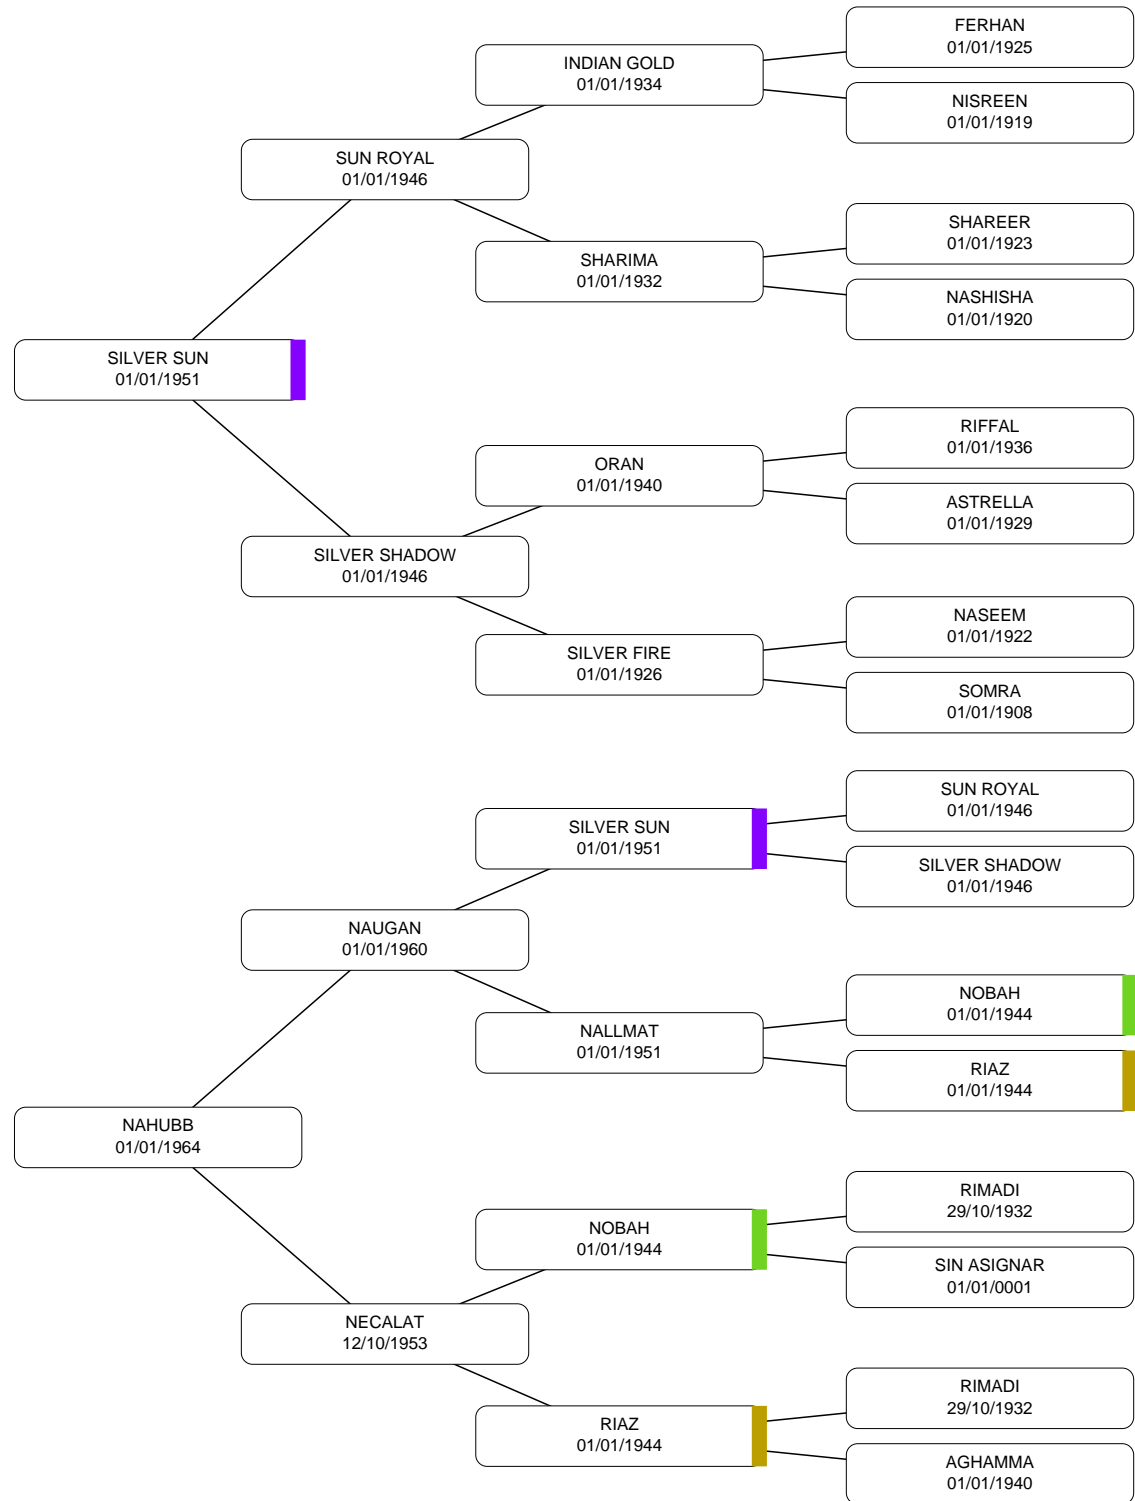 FERHAN
01/01/1925
INDIAN GOLD
01/01/1934
NISREEN
01/01/1919
SUN ROYAL
01/01/1946
SHAREER
01/01/1923
SHARIMA
01/01/1932
NASHISHA
01/01/1920
SILVER SUN
01/01/1951
RIFFAL
01/01/1936
ORAN
01/01/1940
ASTRELLA
01/01/1929
SILVER SHADOW
01/01/1946
NASEEM
01/01/1922
SILVER FIRE
01/01/1926
SOMRA
01/01/1908
SUN ROYAL
01/01/1946
SILVER SUN
01/01/1951
SILVER SHADOW
01/01/1946
NAUGAN
01/01/1960
NOBAH
01/01/1944
NALLMAT
01/01/1951
RIAZ
01/01/1944
NAHUBB
01/01/1964
RIMADI
29/10/1932
NOBAH
01/01/1944
SIN ASIGNAR
01/01/0001
NECALAT
12/10/1953
RIMADI
29/10/1932
RIAZ
01/01/1944
AGHAMMA
01/01/1940